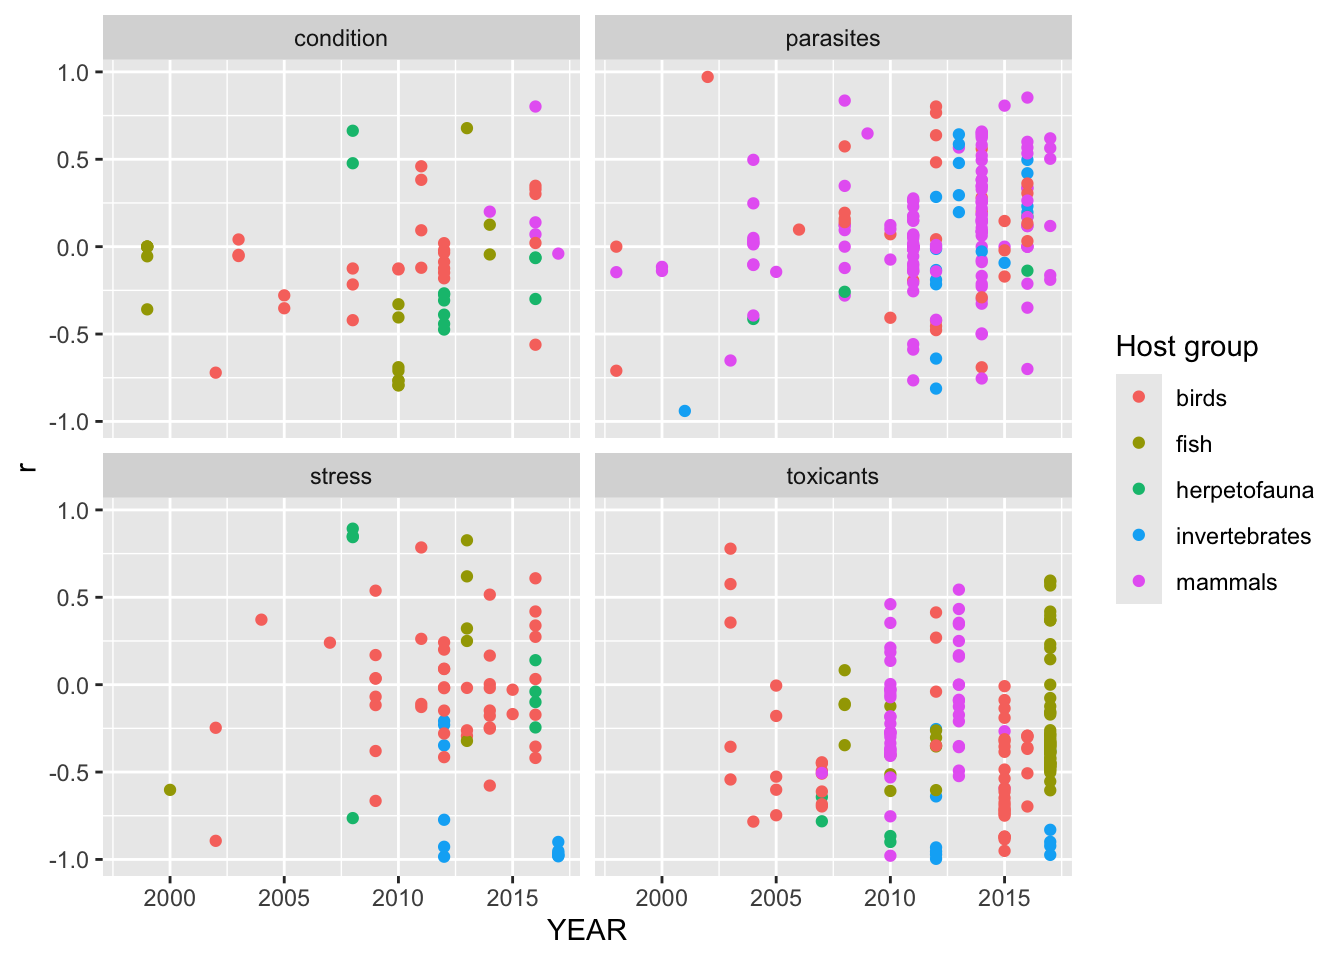 condition
parasites
1.0
0.5
0.0
-0.5
-1.0
r
stress
toxicants
1.0
0.5
0.0
-0.5
-1.0
2000 2005 2010 2015
2000 2005 2010 2015
YEAR
Host group
birds
fish
herpetofauna
invertebrates
mammals